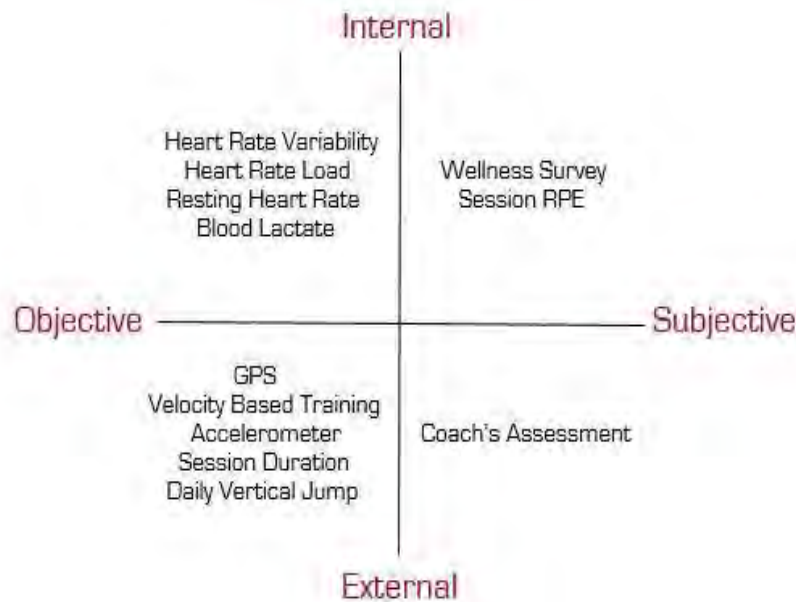 Internal
Heart Rate Variability
Heart Rate Load
Resting Heart Rate
Blood Lactate
Wellness Survey
Session RPE
Objective
Subjective
GPS
Velocity Based Training
Accelerometer
Session Duration
Daily Vertical Jump
Coach's Assessment
External